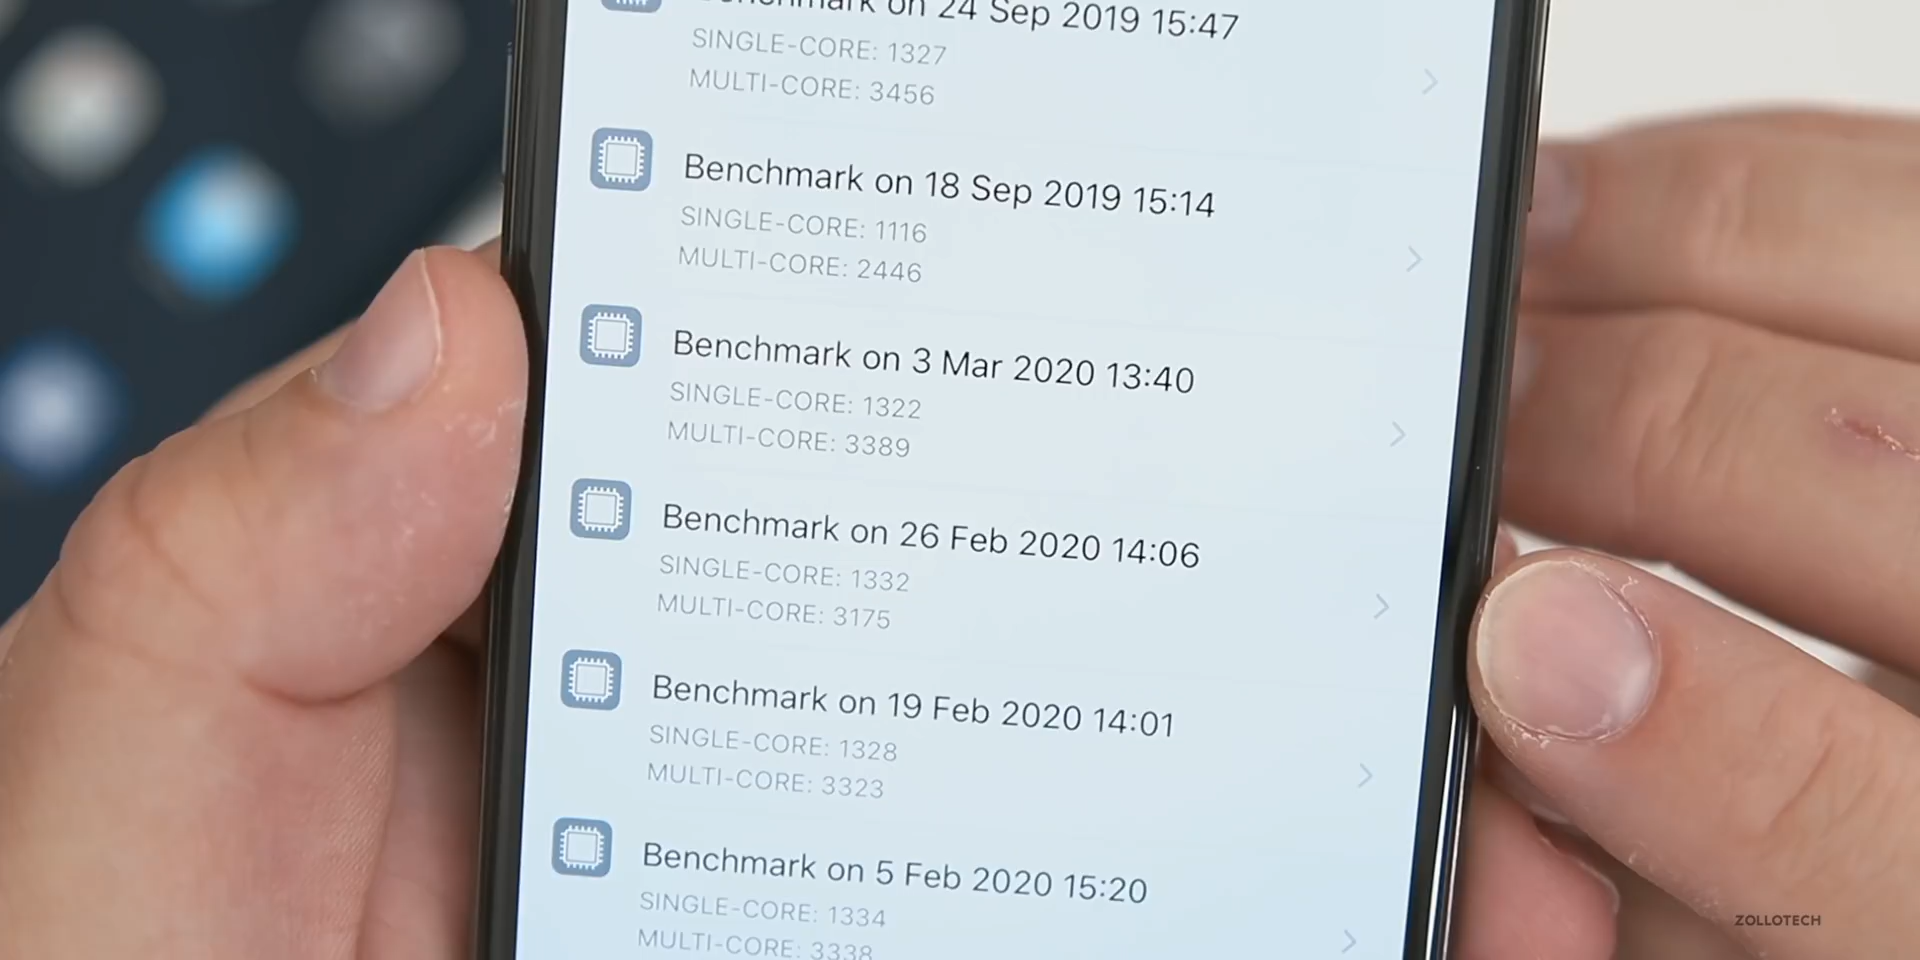 Benchmark on 24 Sep 2019 15:47
SINGLE-CORE: 1327
MULTI-CORE: 3456
Benchmark on 18 Sep 2019 15:14
SINGLE-CORE: 1116
MULTI-CORE: 2446
Benchmark on 3 Mar 2020 13:40
SINGLE-CORE: 1322
MULTI-CORE: 3389
Benchmark on 26 Feb 2020 14:06
SINGLE-CORE: 1332
MULTI-CORE: 3175
Benchmark on 19 Feb 2020 14:01
SINGLE-CORE: 1328
MULTI-CORE: 3323
Benchmark on 5 Feb 2020 15:20
SINGLE-CORE: 1334
MULTI-CORE: 3338
ZOLLOTECH